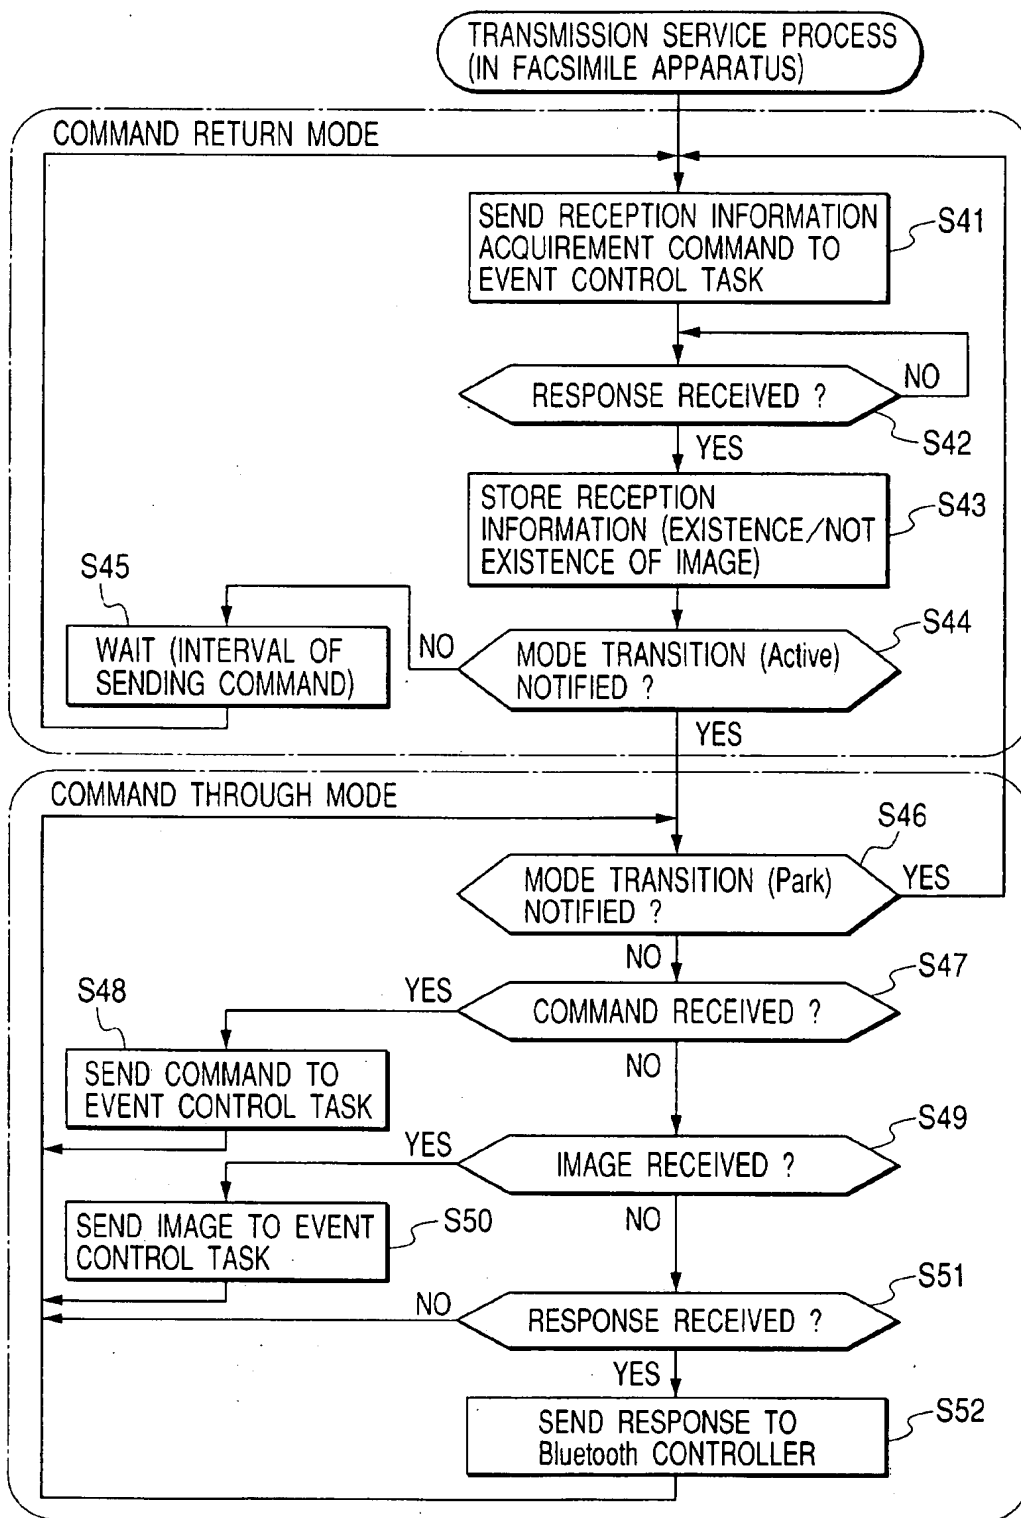 TRANSMISSION SERVICE PROCESS
(IN FACSIMILE APPARATUS)
COMMAND RETURN MODE
SEND RECEPTION INFORMATION
ACQUIREMENT COMMAND TO
EVENT CONTROL TASK
S41
RESPONSE RECEIVED ?
NO
S42
YES
STORE RECEPTION
INFORMATION (EXISTENCE/NOT
EXISTENCE OF IMAGE)
S43
S45
WAIT (INTERVAL OF
SENDING COMMAND)
NO
MODE TRANSITION (Active)
NOTIFIED ?
S44
YES
COMMAND THROUGH MODE
S46
MODE TRANSITION (Park)
NOTIFIED ?
YES
NO
S47
COMMAND RECEIVED ?
YES
S48
SEND COMMAND TO
EVENT CONTROL TASK
NO
S49
IMAGE RECEIVED ?
YES
SEND IMAGE TO EVENT
CONTROL TASK
S50
NO
S51
RESPONSE RECEIVED ?
NO
YES
SEND RESPONSE TO
Bluetooth CONTROLLER
S52